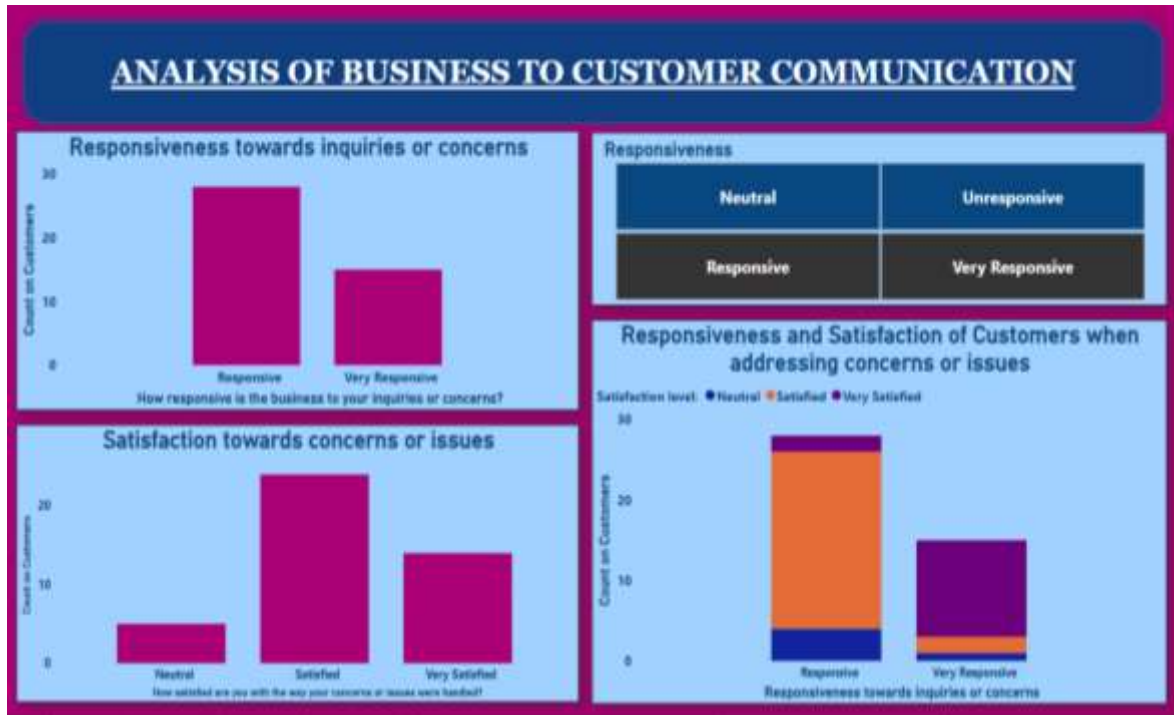 ANALYSIS OF BUSINESS TO CUSTOMER COMMUNICATION
Responsiveness towards inquiries or concerns
30
20
10
0
Count on Customers
Responsive
Very Responsive
How responsive is the business to your inquiries or concerns?
Responsiveness
Neutral
Unresponsive
Responsive
Very Responsive
Satisfaction towards concerns or issues
20
10
0
Count on Customers
Neutral
Satisfied
Very Satisfied
How satisfied are you with the way your concerns or issues were handled?
Responsiveness and Satisfaction of Customers when
addressing concerns or issues
Satisfaction level: Neutral Satisfied Very Satisfied
30
20
10
0
Count on Customers
Responsive
Very Responsive
Responsiveness towards inquiries or concerns